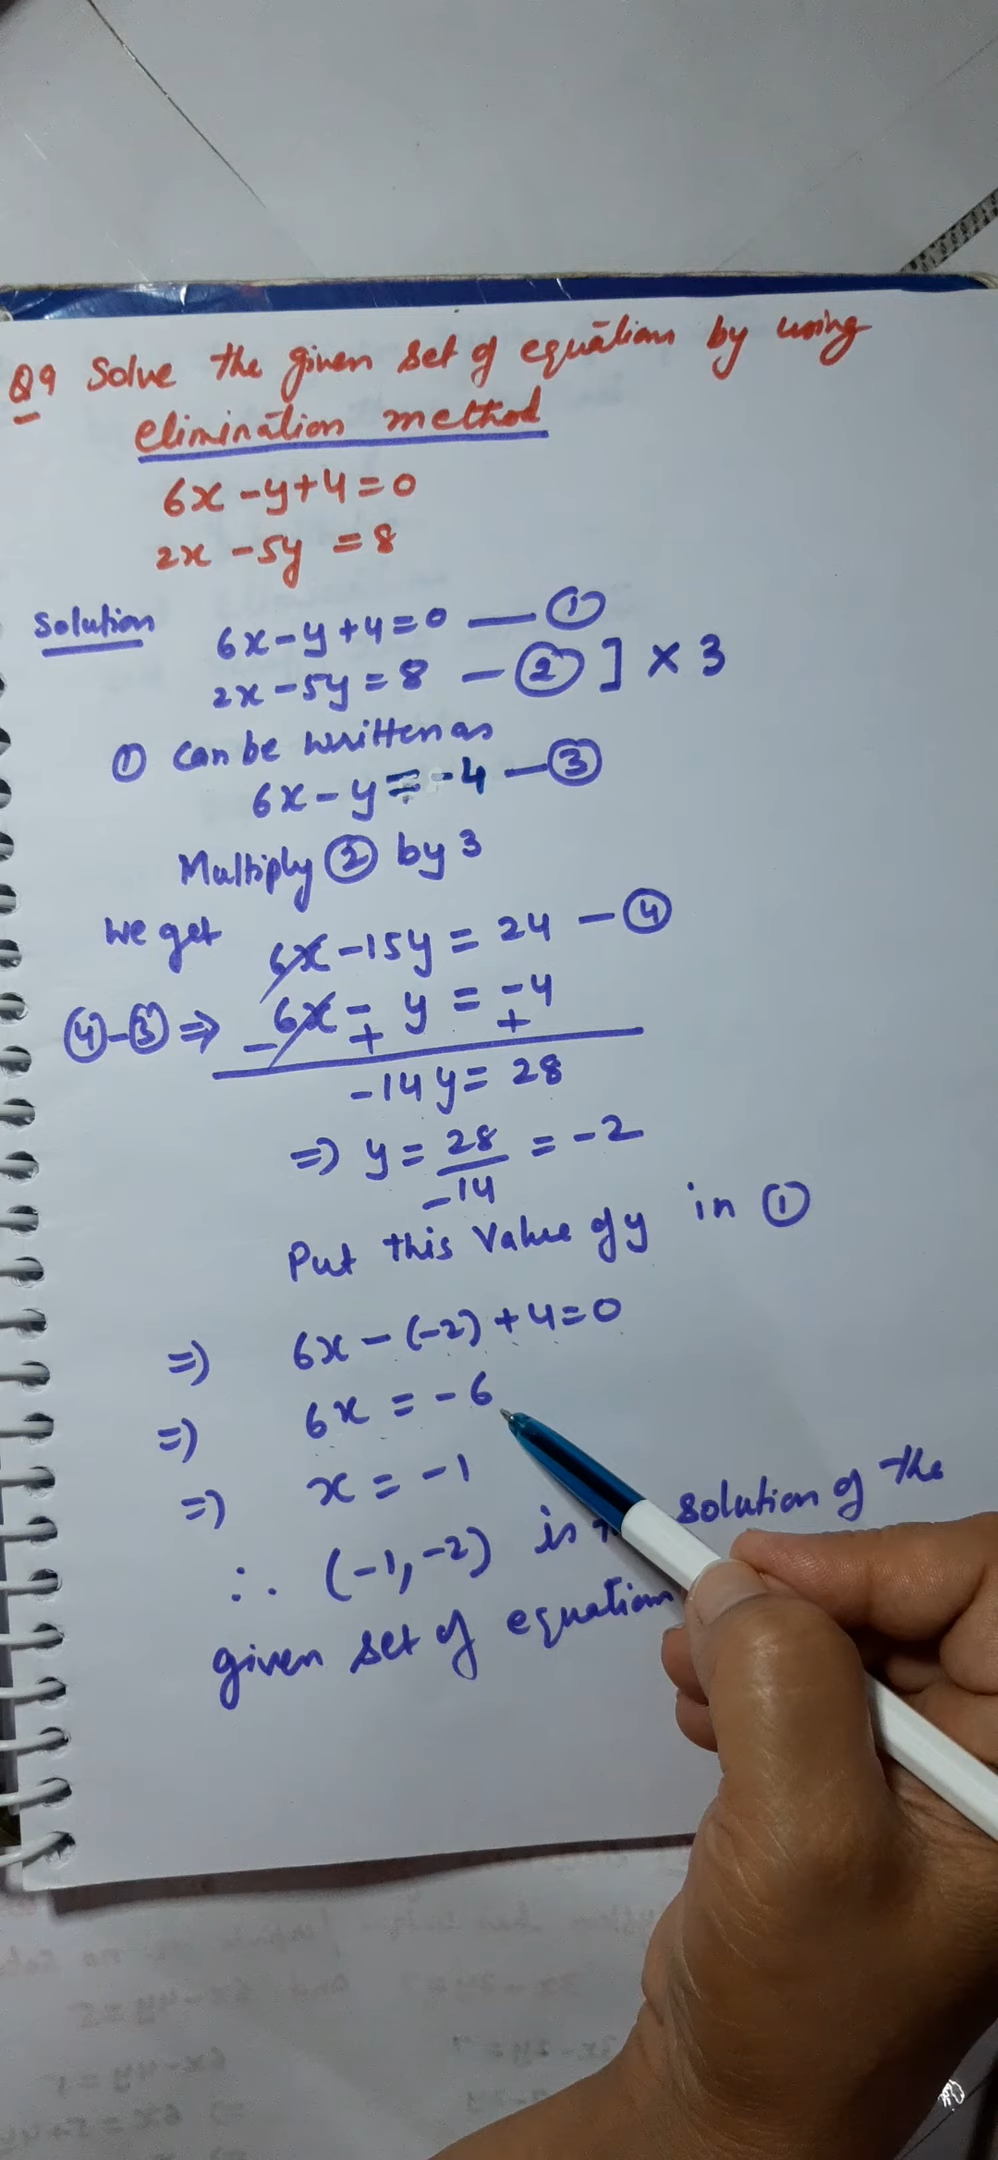 Q9 Solve the given set of equations by using
elimination method
6x - y + 4 = 0
2x - 5y = 8
Solution
6x - y + 4 = 0 — ①
2x - 5y = 8 — ② ] × 3
① Can be written as
6x - y = -4 — ③
Multiply ② by 3
We get 6x - 15y = 24 — ④
④ - ③ ⇒ 6x - y = -4
- + +
-14y = 28
⇒ y = 28/-14 = -2
Put this value of y in ①
⇒ 6x - (-2) + 4 = 0
⇒ 6x = -6
⇒ x = -1
∴ (-1, -2) is solution of the
given set of equation